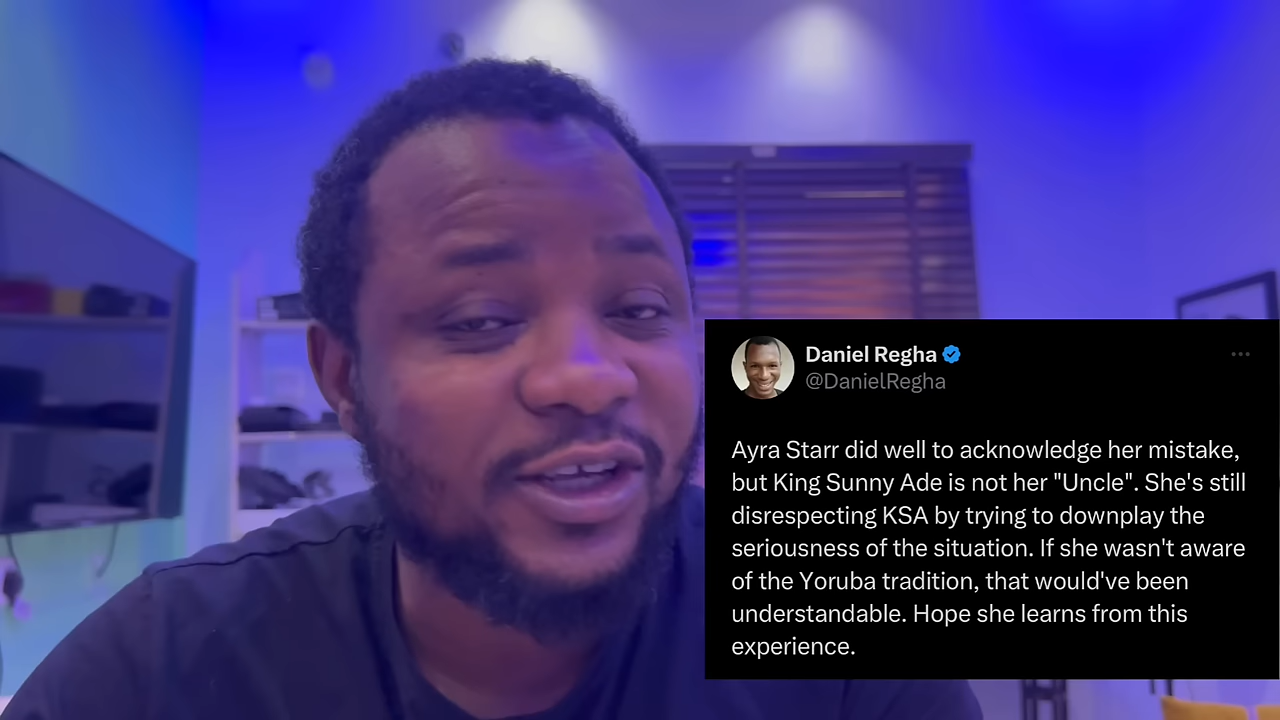 Daniel Regha
@DanielRegha
Ayra Starr did well to acknowledge her mistake,
but King Sunny Ade is not her "Uncle". She's still
disrespecting KSA by trying to downplay the
seriousness of the situation. If she wasn't aware
of the Yoruba tradition, that would've been
understandable. Hope she learns from this
experience.